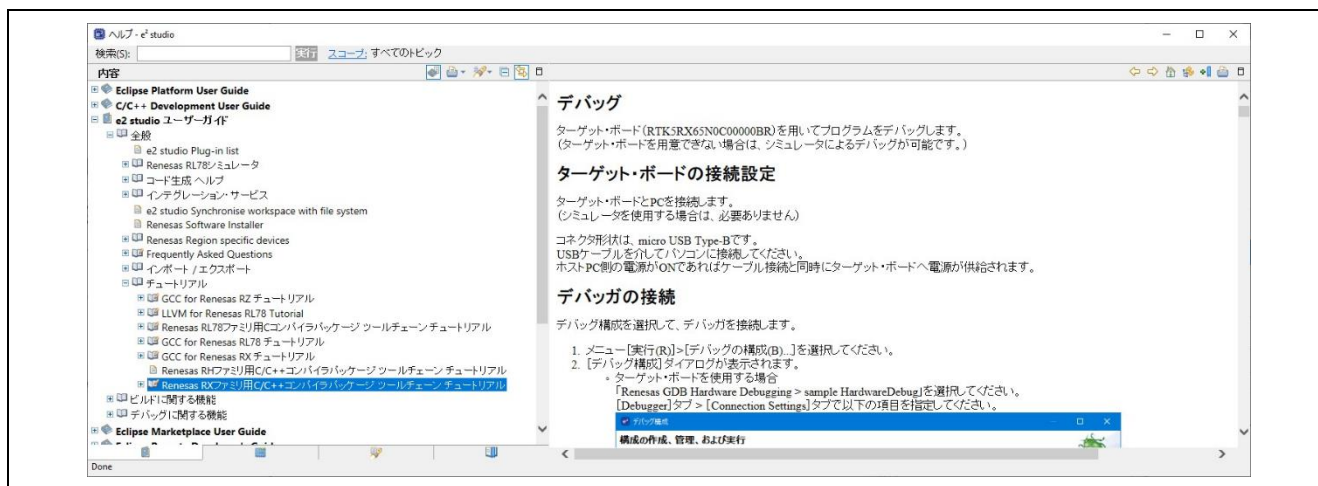 ヘルプ - e² studio
検索(S):
実行
スコープ: すべてのトピック
内容
Eclipse Platform User Guide
C/C++ Development User Guide
e2 studio ユーザーガイド
全般
e2 studio Plug-in list
Renesas RL78シミュレータ
コード生成 ヘルプ
インテグレーション・サービス
e2 studio Synchronise workspace with file system
Renesas Software Installer
Renesas Region specific devices
Frequently Asked Questions
インポート / エクスポート
チュートリアル
GCC for Renesas RZ チュートリアル
LLVM for Renesas RL78 Tutorial
Renesas RL78ファミリ用Cコンパイラパッケージ ツールチェーン チュートリアル
GCC for Renesas RL78 チュートリアル
GCC for Renesas RX チュートリアル
Renesas RHファミリ用C/C++コンパイラパッケージ ツールチェーン チュートリアル
Renesas RXファミリ用C/C++コンパイラパッケージ ツールチェーン チュートリアル
ビルドに関する機能
デバッグに関する機能
Eclipse Marketplace User Guide
Done
デバッグ
ターゲット・ボード(RTK5RX65N0C00000BR)を用いてプログラムをデバッグします。
(ターゲット・ボードを用意できない場合は、シミュレータによるデバッグが可能です。)
ターゲット・ボードの接続設定
ターゲット・ボードとPCを接続します。
(シミュレータを使用する場合は、必要ありません)
コネクタ形状は、micro USB Type-Bです。
USBケーブルを介してパソコンに接続してください。
ホストPC側の電源がONであればケーブル接続と同時にターゲット・ボードへ電源が供給されます。
デバッガの接続
デバッグ構成を選択して、デバッガを接続します。
1. メニュー[実行(R)]>[デバッグの構成(B)...]を選択してください。
2. [デバッグ構成]ダイアログが表示されます。
◦ ターゲット・ボードを使用する場合
「Renesas GDB Hardware Debugging > sample HardwareDebug」を選択してください。
[Debugger]タブ > [Connection Settings]タブで以下の項目を指定してください。
デバッグ構成
構成の作成、管理、および実行